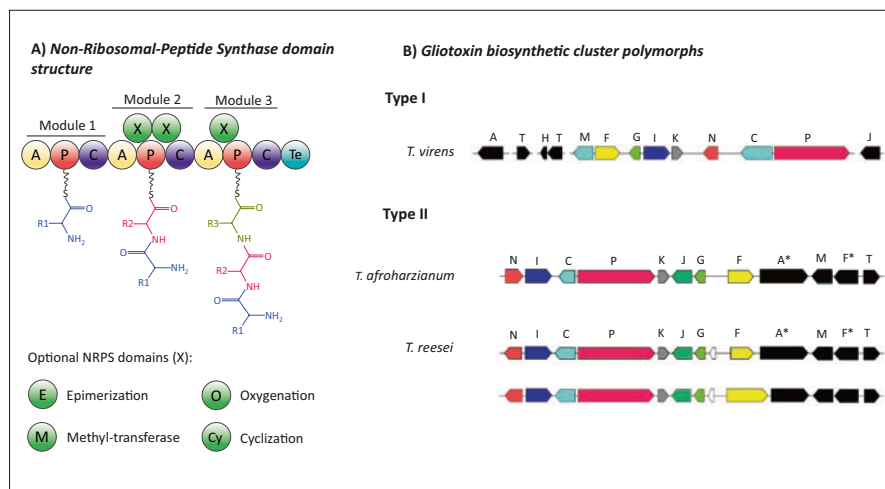 A) Non-Ribosomal-Peptide Synthase domain
structure
Module 1
Module 2
Module 3
X X X
A P C A P C A P C Te
S S S
R1 O NH2
R2 O NH O NH2 R1
R3 O NH O R2 NH O NH2 R1
Optional NRPS domains (X):
E Epimerization
O Oxygenation
M Methyl-transferase
Cy Cyclization
B) Gliotoxin biosynthetic cluster polymorphs
Type I
A T H T M F G I K N C P J
T. virens
Type II
N I C P K J G F A* M F* T
T. afroharzianum
N I C P K J G F A* M F* T
T. reesei